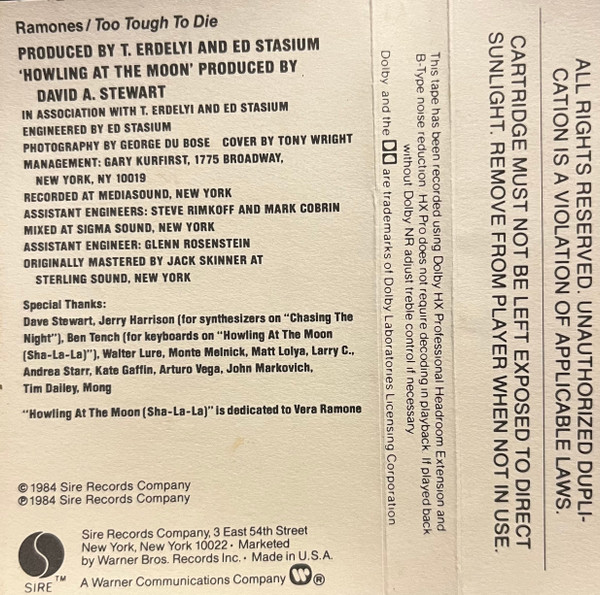 Ramones/Too Tough To Die
PRODUCED BY T. ERDELYI AND ED STASIUM
'HOWLING AT THE MOON' PRODUCED BY
DAVID A. STEWART
IN ASSOCIATION WITH T. ERDELYI AND ED STASIUM
ENGINEERED BY ED STASIUM
PHOTOGRAPHY BY GEORGE DU BOSE COVER BY TONY WRIGHT
MANAGEMENT: GARY KURFIRST, 1775 BROADWAY,
NEW YORK, NY 10019
RECORDED AT MEDIASOUND, NEW YORK
ASSISTANT ENGINEERS: STEVE RIMKOFF AND MARK COBRIN
MIXED AT SIGMA SOUND, NEW YORK
ASSISTANT ENGINEER: GLENN ROSENSTEIN
ORIGINALLY MASTERED BY JACK SKINNER AT
STERLING SOUND, NEW YORK
Special Thanks:
Dave Stewart, Jerry Harrison (for synthesizers on "Chasing The
Night"), Ben Tench (for keyboards on "Howling At The Moon
(Sha-La-La)"), Walter Lure, Monte Melnick, Matt Lolya, Larry C.,
Andrea Starr, Kate Gaffin, Arturo Vega, John Markovich,
Tim Dailey, Mong
"Howling At The Moon (Sha-La-La)" is dedicated to Vera Ramone
© 1984 Sire Records Company
℗ 1984 Sire Records Company
SIRE™
Sire Records Company, 3 East 54th Street
New York, New York 10022 · Marketed
by Warner Bros. Records Inc. · Made in U.S.A.
A Warner Communications Company ®
This tape has been recorded using Dolby HX Professional Headroom Extension and
B-Type noise reduction HX Pro does not require decoding in playback If played back
without Dolby NR adjust treble control if necessary
Dolby and the are trademarks of Dolby Laboratories Licensing Corporation
ALL RIGHTS RESERVED. UNAUTHORIZED DUPLI-
CATION IS A VIOLATION OF APPLICABLE LAWS.
CARTRIDGE MUST NOT BE LEFT EXPOSED TO DIRECT
SUNLIGHT. REMOVE FROM PLAYER WHEN NOT IN USE.